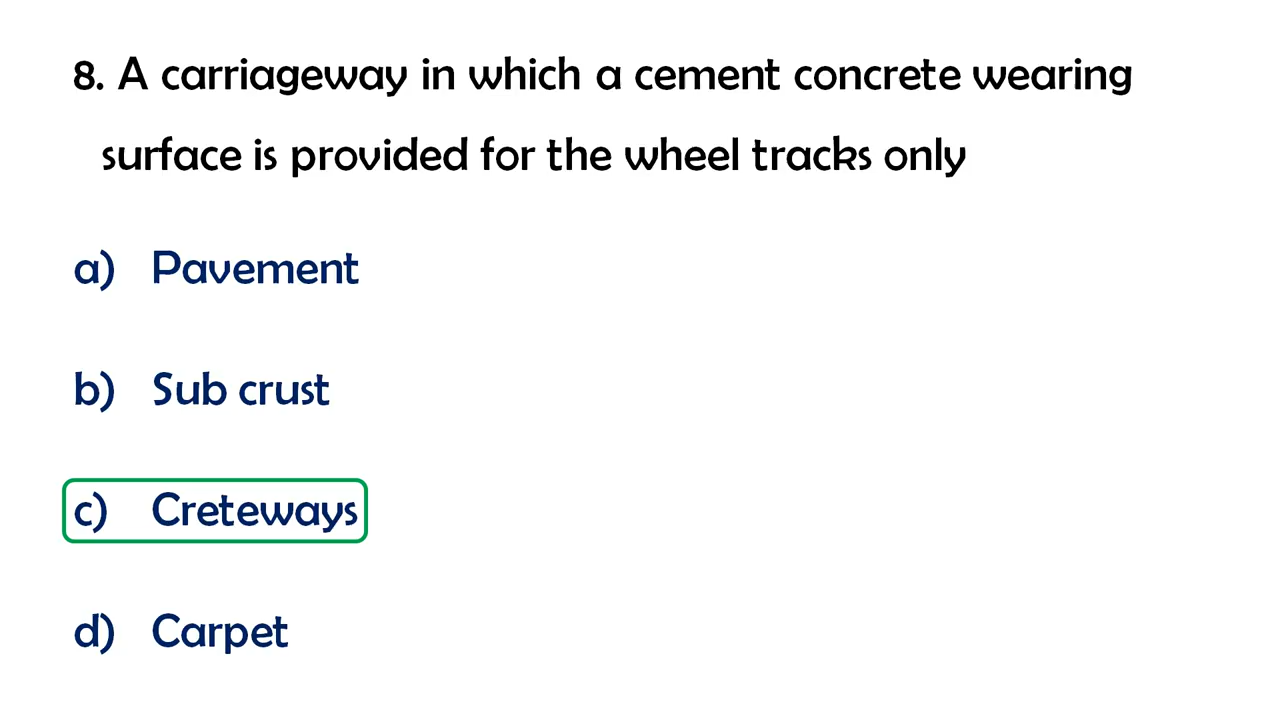 8. A carriageway in which a cement concrete wearing
surface is provided for the wheel tracks only
a) Pavement
b) Sub crust
c) Creteways
d) Carpet